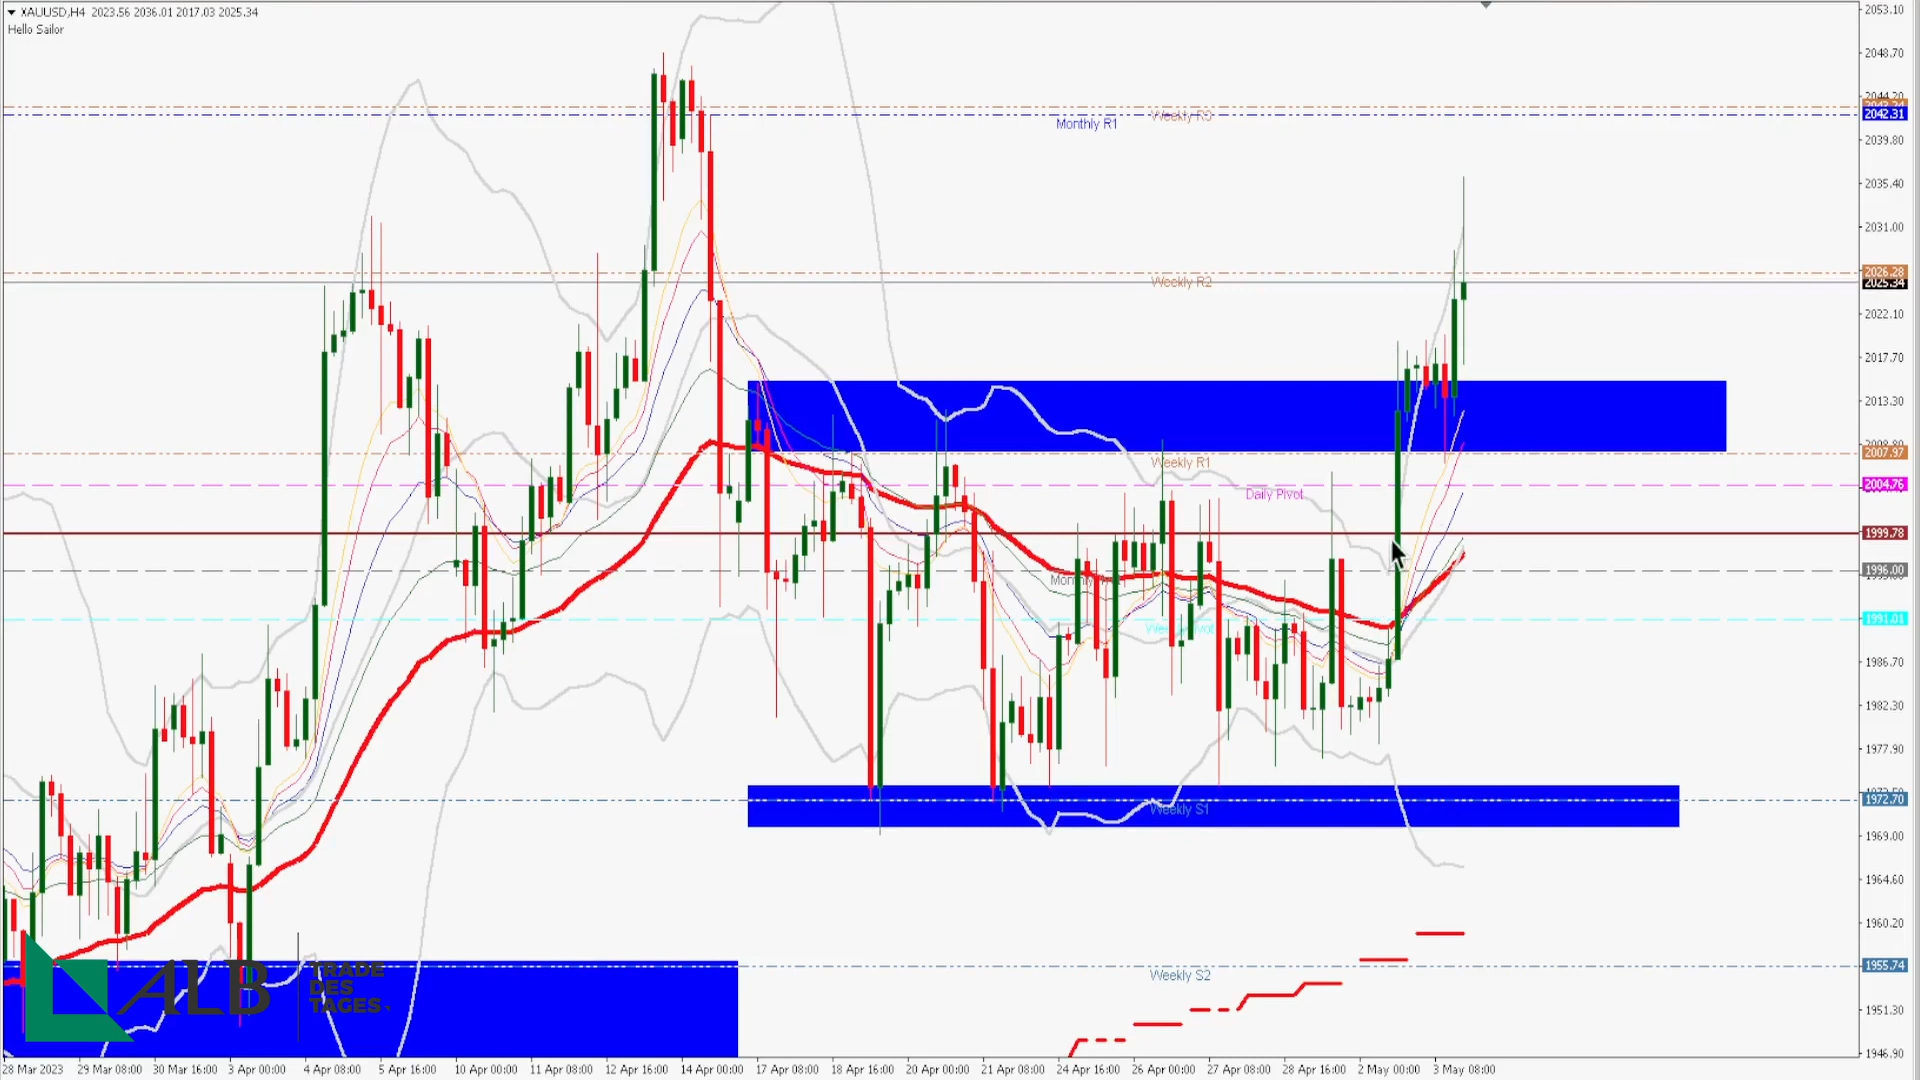 XAUUSD,H4 2023.56 2036.01 2017.03 2025.34
Hello Sailor
2053.10
2048.70
2044.20
2042.31
Weekly R3
Monthly R1
2039.80
2035.40
2031.00
2026.28
2025.34
Weekly R2
2022.10
2017.70
2013.30
2007.97
Weekly R1
2004.76
Daily Pivot
1999.78
1996.00
1991.01
1986.70
1982.30
1977.90
1972.70
Weekly S1
1969.00
1964.60
1960.20
1955.74
Weekly S2
1951.30
1946.90
ALB
TRADE
DES
TAGES
28 Mar 2023 29 Mar 08:00 30 Mar 16:00 3 Apr 00:00 4 Apr 08:00 5 Apr 16:00 10 Apr 00:00 11 Apr 08:00 12 Apr 16:00 14 Apr 00:00 17 Apr 08:00 18 Apr 16:00 20 Apr 00:00 21 Apr 08:00 24 Apr 16:00 26 Apr 00:00 27 Apr 08:00 28 Apr 16:00 2 May 00:00 3 May 08:00